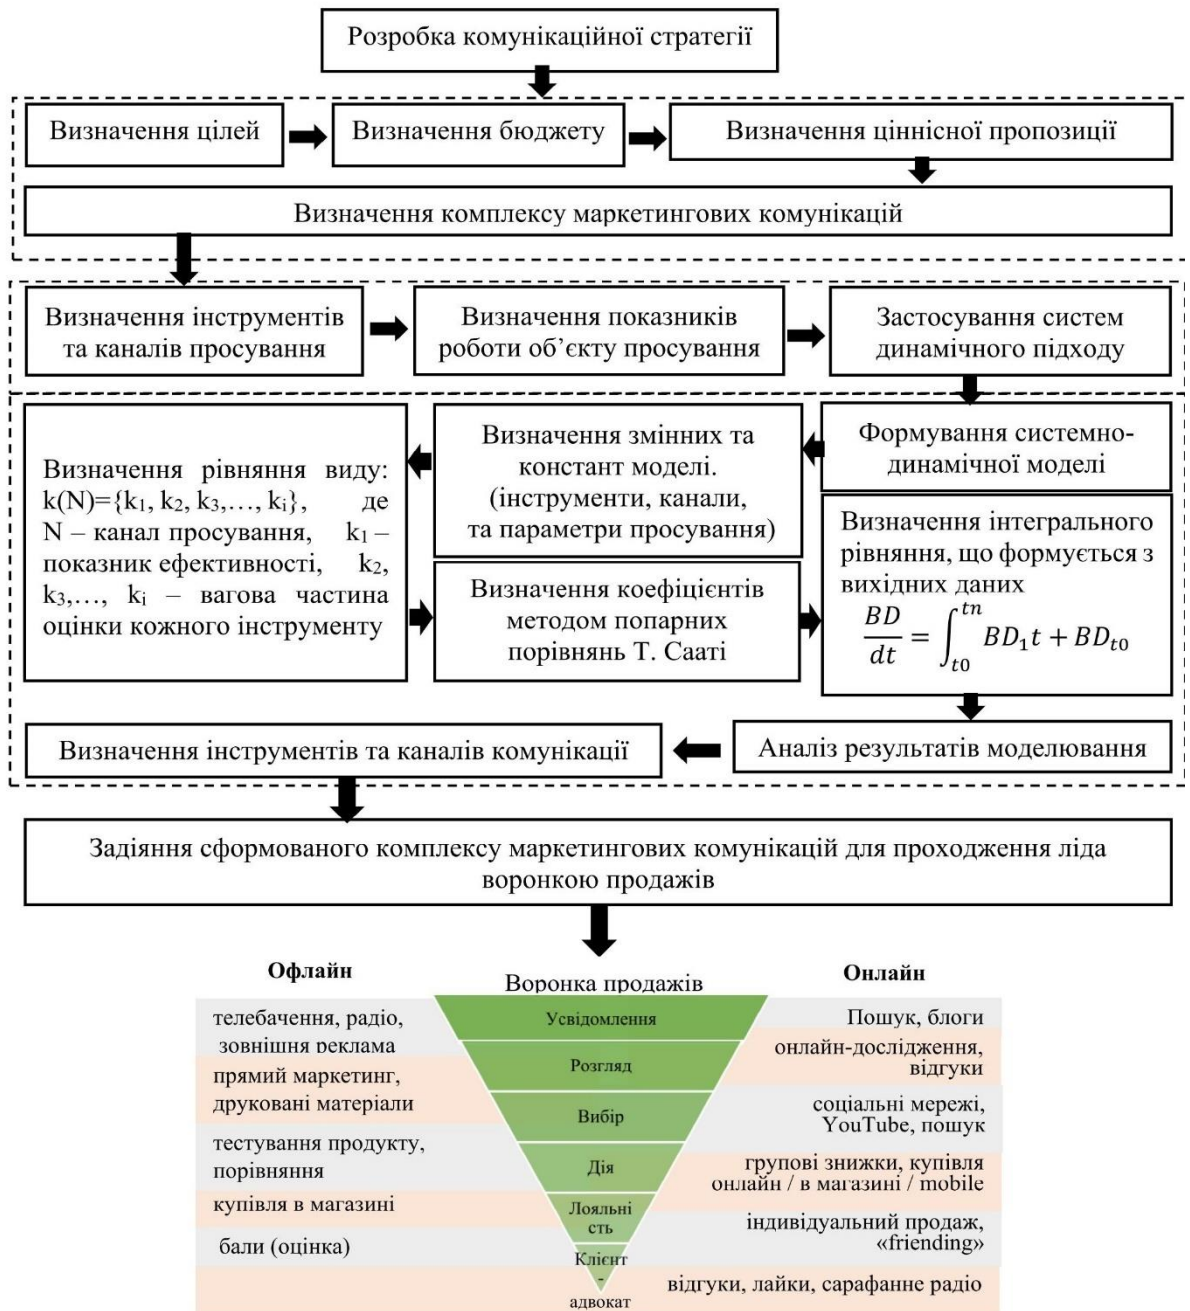 Розробка комунікаційної стратегії
Визначення цілей
Визначення бюджету
Визначення ціннісної пропозиції
Визначення комплексу маркетингових комунікацій
Визначення інструментів
та каналів просування
Визначення показників
роботи об’єкту просування
Застосування систем
динамічного підходу
Формування системно-
динамічної моделі
Визначення змінних та
констант моделі.
(інструменти, канали,
та параметри просування)
Визначення рівняння виду:
k(N)={k₁, k₂, k₃,…, kᵢ}, де
N – канал просування, k₁ –
показник ефективності, k₂,
k₃,…, kᵢ – вагова частина
оцінки кожного інструменту
Визначення коефіцієнтів
методом попарних
порівнянь Т. Сааті
Визначення інтегрального
рівняння, що формується з
вихідних даних
BD/dt = ∫_{t0}^{tn} BD₁t + BD_{t0}
Аналіз результатів моделювання
Визначення інструментів та каналів комунікації
Задіяння сформованого комплексу маркетингових комунікацій для проходження ліда
воронкою продажів
Офлайн
Воронка продажів
Онлайн
телебачення, радіо,
зовнішня реклама
прямий маркетинг,
друковані матеріали
тестування продукту,
порівняння
купівля в магазині
бали (оцінка)
Усвідомлення
Розгляд
Вибір
Дія
Лояльні
сть
Клієнт
-
адвокат
Пошук, блоги
онлайн-дослідження,
відгуки
соціальні мережі,
YouTube, пошук
групові знижки, купівля
онлайн / в магазині / mobile
індивідуальний продаж,
«friending»
відгуки, лайки, сарафанне радіо